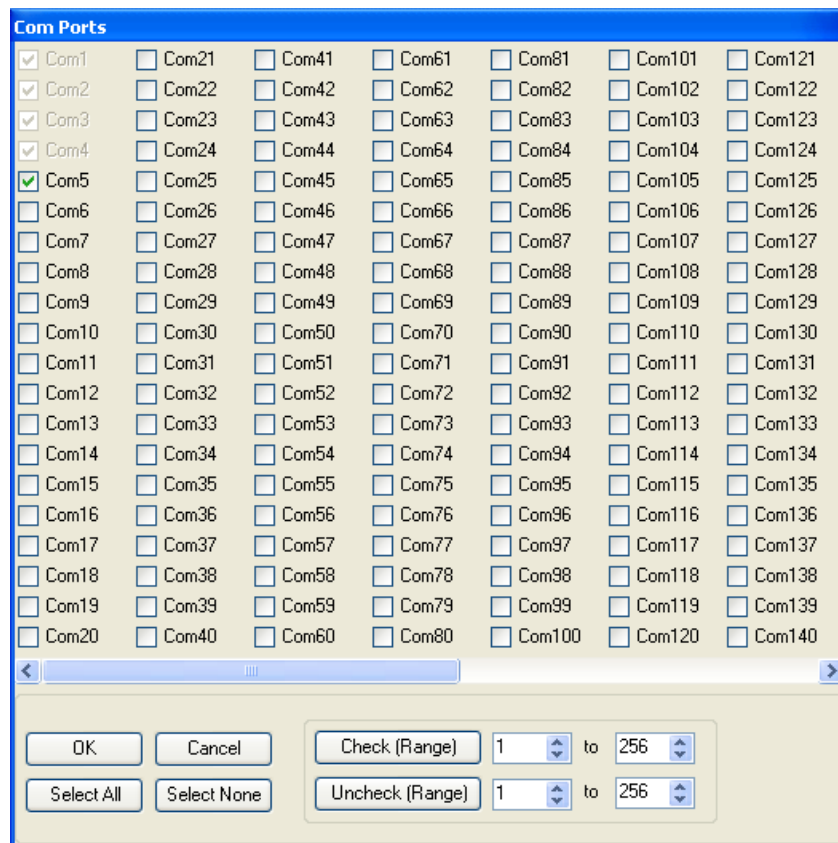 Com Ports
Com1 Com21 Com41 Com61 Com81 Com101 Com121
Com2 Com22 Com42 Com62 Com82 Com102 Com122
Com3 Com23 Com43 Com63 Com83 Com103 Com123
Com4 Com24 Com44 Com64 Com84 Com104 Com124
Com5 Com25 Com45 Com65 Com85 Com105 Com125
Com6 Com26 Com46 Com66 Com86 Com106 Com126
Com7 Com27 Com47 Com67 Com87 Com107 Com127
Com8 Com28 Com48 Com68 Com88 Com108 Com128
Com9 Com29 Com49 Com69 Com89 Com109 Com129
Com10 Com30 Com50 Com70 Com90 Com110 Com130
Com11 Com31 Com51 Com71 Com91 Com111 Com131
Com12 Com32 Com52 Com72 Com92 Com112 Com132
Com13 Com33 Com53 Com73 Com93 Com113 Com133
Com14 Com34 Com54 Com74 Com94 Com114 Com134
Com15 Com35 Com55 Com75 Com95 Com115 Com135
Com16 Com36 Com56 Com76 Com96 Com116 Com136
Com17 Com37 Com57 Com77 Com97 Com117 Com137
Com18 Com38 Com58 Com78 Com98 Com118 Com138
Com19 Com39 Com59 Com79 Com99 Com119 Com139
Com20 Com40 Com60 Com80 Com100 Com120 Com140
OK Cancel Check (Range) 1 to 256
Select All Select None Uncheck (Range) 1 to 256